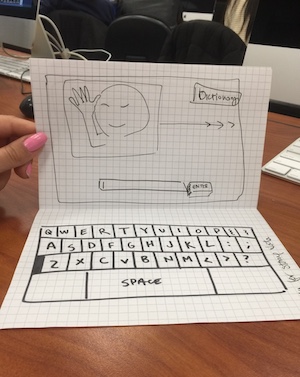 Dictionary
ENTER
Q W E R T Y U I O P
A S D F G H J K L : ;
Z X C V B N M < > ?
SPACE